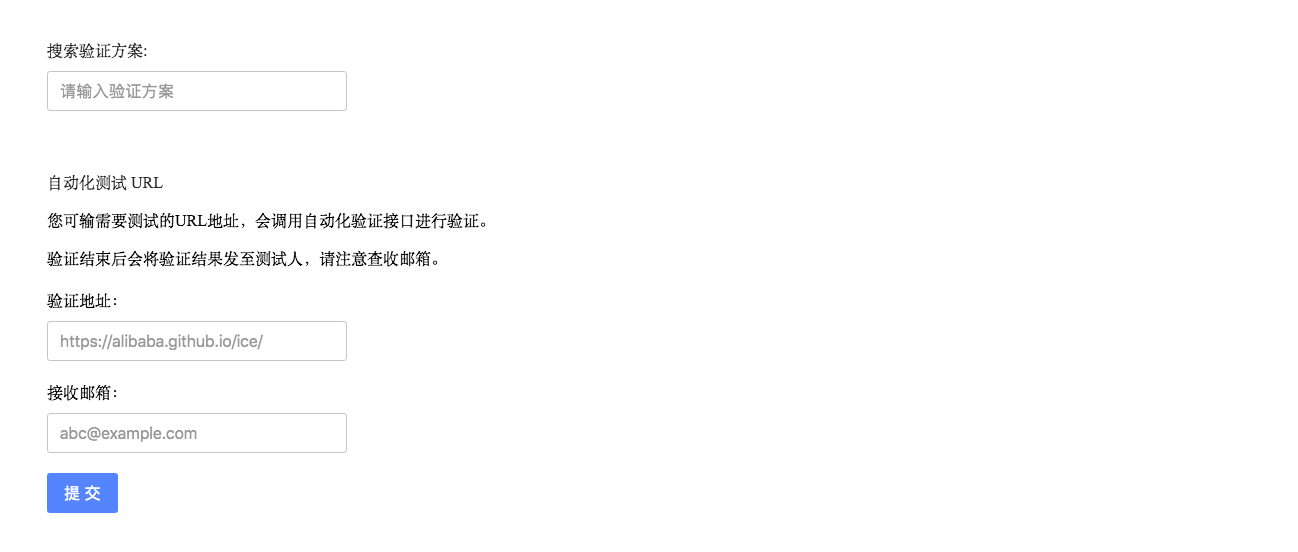 搜索验证方案:
请输入验证方案
自动化测试 URL
您可输需要测试的URL地址，会调用自动化验证接口进行验证。
验证结束后会将验证结果发至测试人，请注意查收邮箱。
验证地址：
https://alibaba.github.io/ice/
接收邮箱：
abc@example.com
提 交